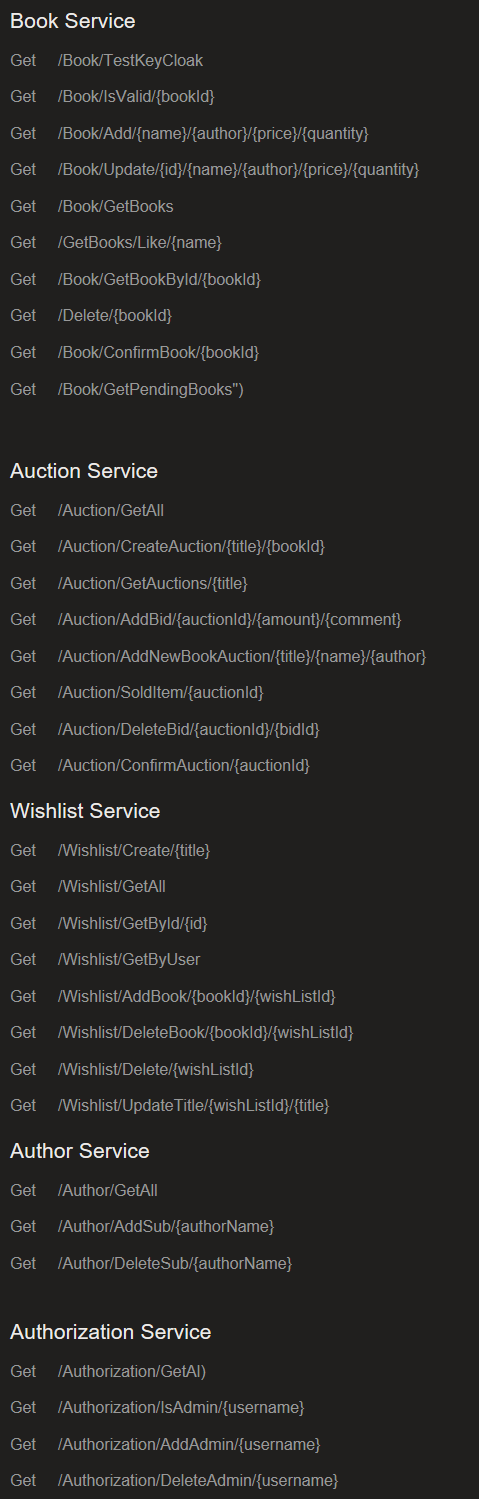 Book Service
Get /Book/TestKeyCloak
Get /Book/IsValid/{bookId}
Get /Book/Add/{name}/{author}/{price}/{quantity}
Get /Book/Update/{id}/{name}/{author}/{price}/{quantity}
Get /Book/GetBooks
Get /GetBooks/Like/{name}
Get /Book/GetBookById/{bookId}
Get /Delete/{bookId}
Get /Book/ConfirmBook/{bookId}
Get /Book/GetPendingBooks")
Auction Service
Get /Auction/GetAll
Get /Auction/CreateAuction/{title}/{bookId}
Get /Auction/GetAuctions/{title}
Get /Auction/AddBid/{auctionId}/{amount}/{comment}
Get /Auction/AddNewBookAuction/{title}/{name}/{author}
Get /Auction/SoldItem/{auctionId}
Get /Auction/DeleteBid/{auctionId}/{bidId}
Get /Auction/ConfirmAuction/{auctionId}
Wishlist Service
Get /Wishlist/Create/{title}
Get /Wishlist/GetAll
Get /Wishlist/GetById/{id}
Get /Wishlist/GetByUser
Get /Wishlist/AddBook/{bookId}/{wishListId}
Get /Wishlist/DeleteBook/{bookId}/{wishListId}
Get /Wishlist/Delete/{wishListId}
Get /Wishlist/UpdateTitle/{wishListId}/{title}
Author Service
Get /Author/GetAll
Get /Author/AddSub/{authorName}
Get /Author/DeleteSub/{authorName}
Authorization Service
Get /Authorization/GetAl)
Get /Authorization/IsAdmin/{username}
Get /Authorization/AddAdmin/{username}
Get /Authorization/DeleteAdmin/{username}